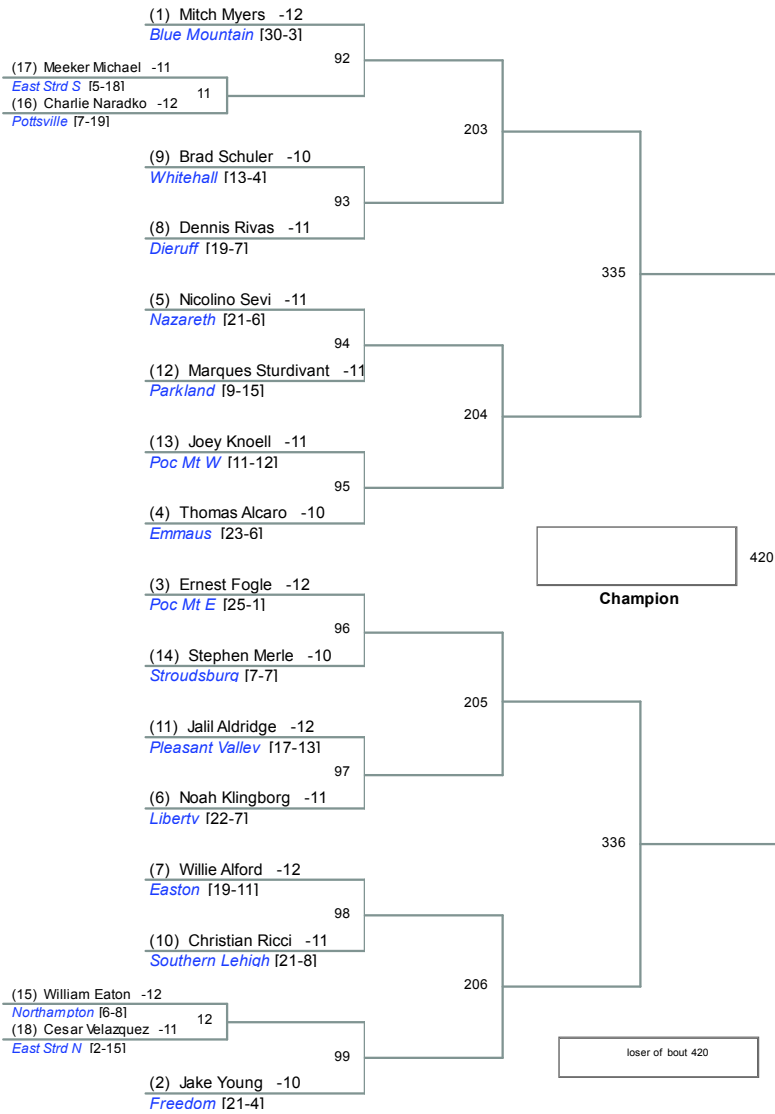 (1) Mitch Myers -12
Blue Mountain [30-3]
92
(17) Meeker Michael -11
East Strd S [5-18]
11
(16) Charlie Naradko -12
Pottsville [7-19]
203
(9) Brad Schuler -10
Whitehall [13-4]
93
(8) Dennis Rivas -11
Dieruff [19-7]
335
(5) Nicolino Sevi -11
Nazareth [21-6]
94
(12) Marques Sturdivant -11
Parkland [9-15]
204
(13) Joey Knoell -11
Poc Mt W [11-12]
95
(4) Thomas Alcaro -10
Emmaus [23-6]
420
Champion
(3) Ernest Fogle -12
Poc Mt E [25-1]
96
(14) Stephen Merle -10
Stroudsburg [7-7]
205
(11) Jalil Aldridge -12
Pleasant Valley [17-13]
97
(6) Noah Klingborg -11
Liberty [22-7]
336
(7) Willie Alford -12
Easton [19-11]
98
(10) Christian Ricci -11
Southern Lehigh [21-8]
206
(15) William Eaton -12
Northampton [6-8]
12
(18) Cesar Velazquez -11
East Strd N [2-15]
99
loser of bout 420
(2) Jake Young -10
Freedom [21-4]